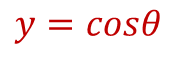 y = cosθ